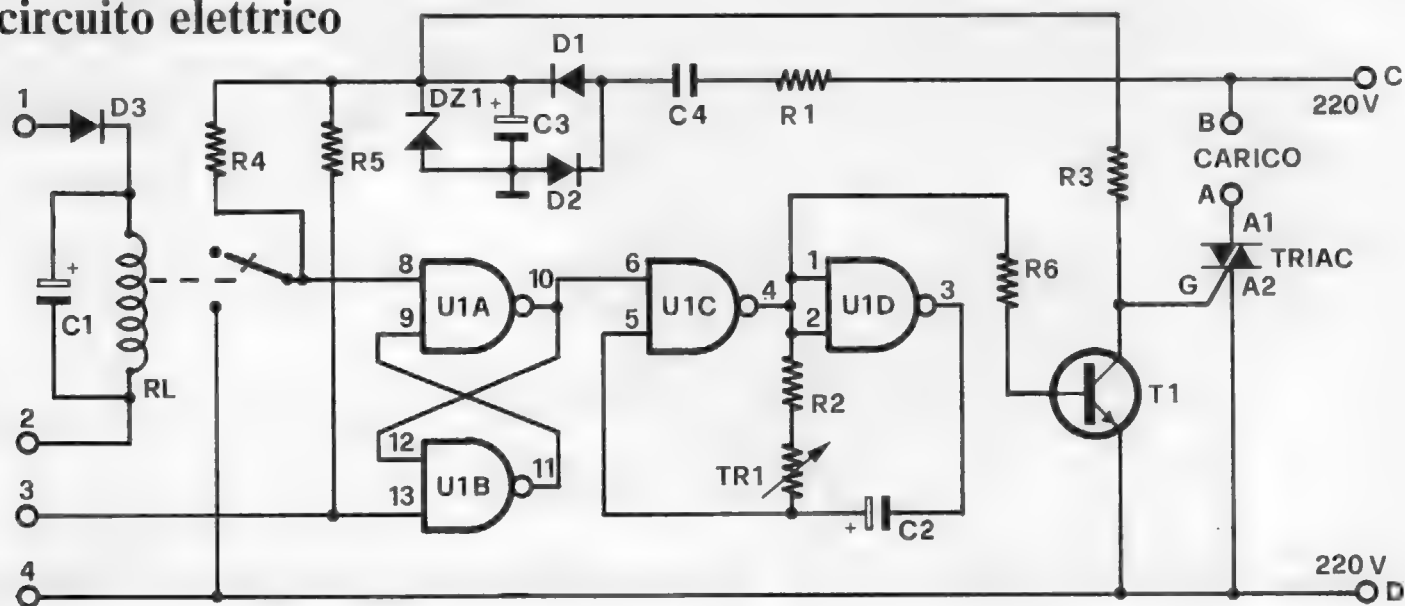 circuito elettrico
1
D3
+
C1
RL
2
3
4
R4
R5
DZ1
+
C3
D1
D2
C4
R1
C
220V
B
CARICO
A
A1
TRIAC
G
A2
R3
8
9
10
U1A
12
13
11
U1B
6
5
4
U1C
1
2
3
U1D
R2
TR1
+
C2
R6
T1
220 V
D